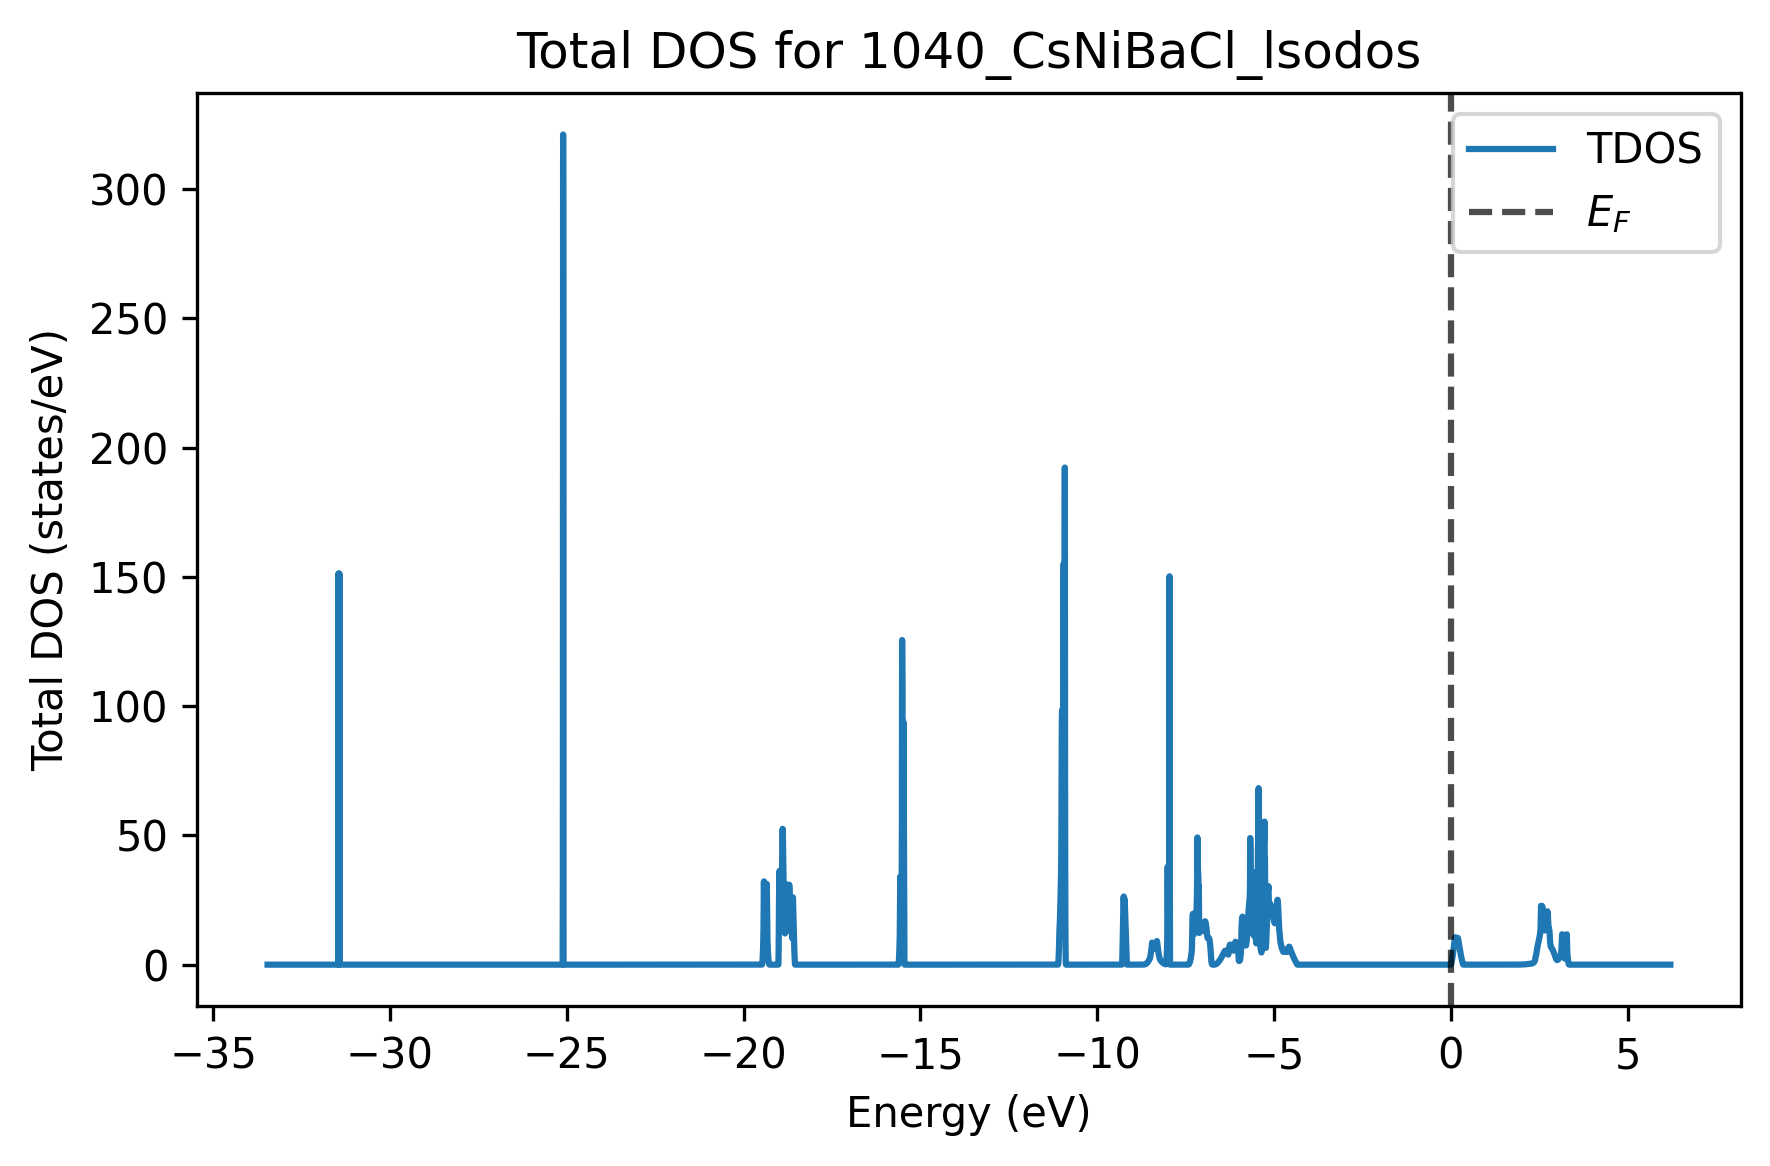 Total DOS for 1040_CsNiBaCl_lsodos
TDOS
E_F
Total DOS (states/eV)
300
250
200
150
100
50
0
−35 −30 −25 −20 −15 −10 −5 0 5
Energy (eV)